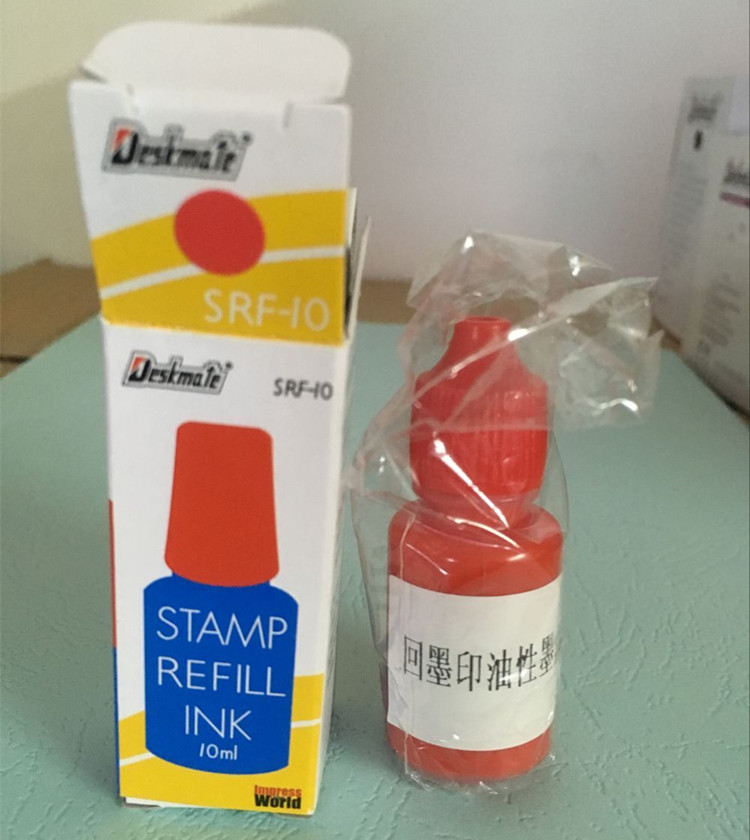 Deskmate
SRF-10
Deskmate
SRF-10
STAMP
REFILL
INK
10ml
Impress
World
回墨印油性墨